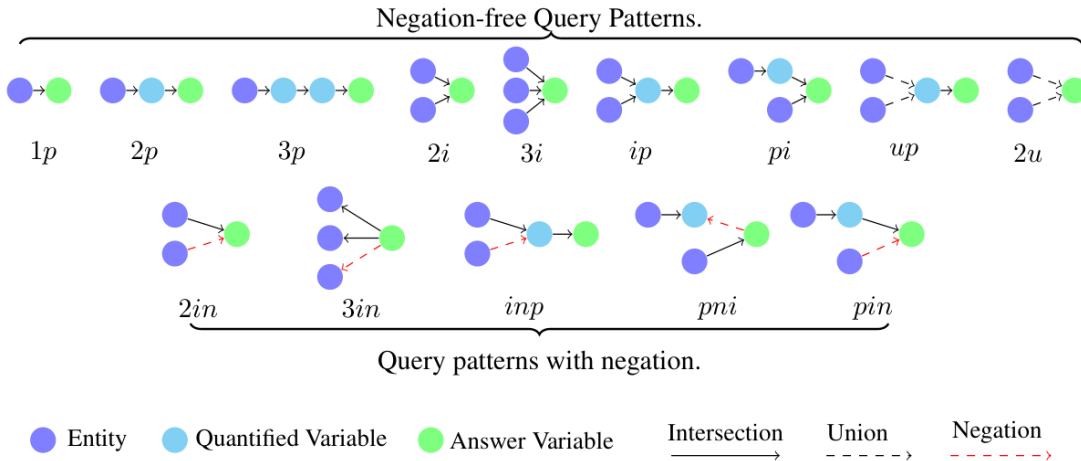 Negation-free Query Patterns.
1p 2p 3p 2i 3i ip pi up 2u
2in 3in inp pni pin
Query patterns with negation.
Entity Quantified Variable Answer Variable Intersection Union Negation